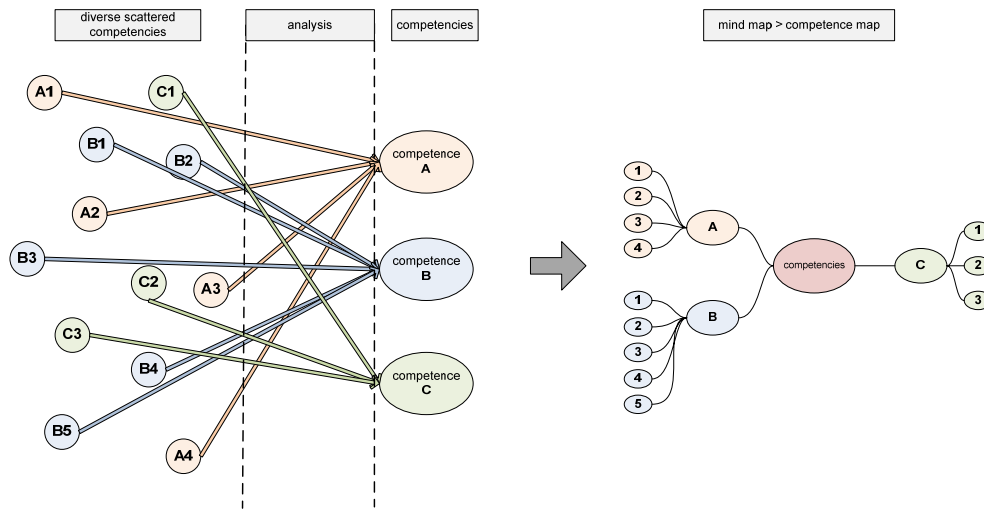 diverse scattered
competencies
analysis
competencies
mind map > competence map
A1
C1
B1
B2
A2
B3
C2
A3
C3
B4
B5
A4
competence
A
competence
B
competence
C
1
2
3
4
A
1
2
3
4
5
B
competencies
C
1
2
3